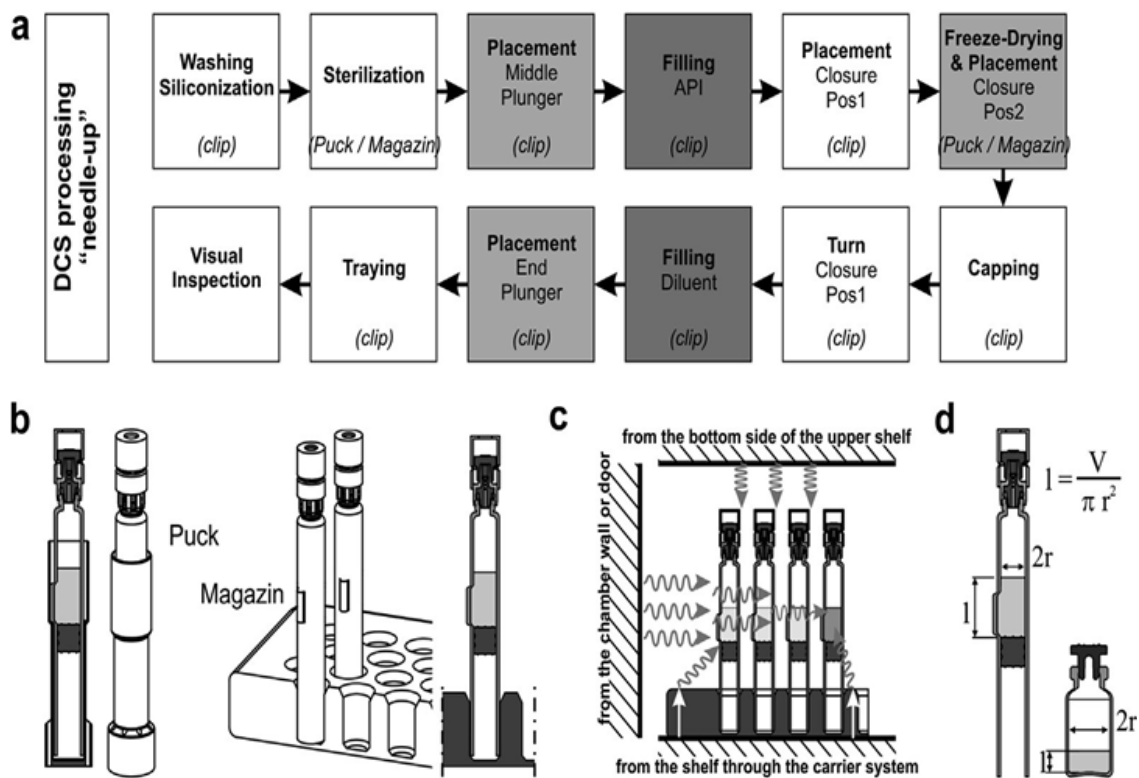 a
DCS processing
“needle-up”
Washing
Siliconization
(clip)
Sterilization
(Puck / Magazin)
Placement
Middle
Plunger
(clip)
Filling
API
(clip)
Placement
Closure
Pos1
(clip)
Freeze-Drying
& Placement
Closure
Pos2
(Puck / Magazin)
Visual
Inspection
Traying
(clip)
Placement
End
Plunger
(clip)
Filling
Diluent
(clip)
Turn
Closure
Pos1
(clip)
Capping
(clip)
b
Puck
Magazin
c
from the bottom side of the upper shelf
from the chamber wall or door
from the shelf through the carrier system
d
l = V / π r²
2r
l
2r
l